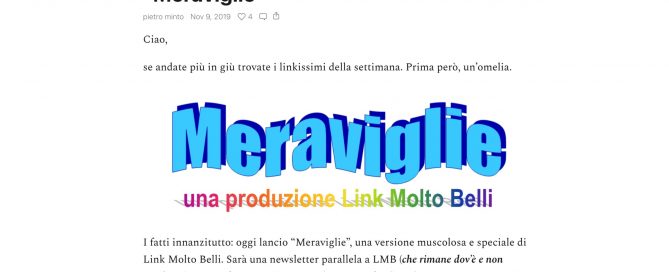 Meraviglie
pietro minto Nov 9, 2019 4
Ciao,
se andate più in giù trovate i linkissimi della settimana. Prima però, un’omelia.
Meraviglie
una produzione Link Molto Belli
I fatti innanzitutto: oggi lancio “Meraviglie”, una versione muscolosa e speciale di
Link Molto Belli. Sarà una newsletter parallela a LMB (che rimane dov’è e non